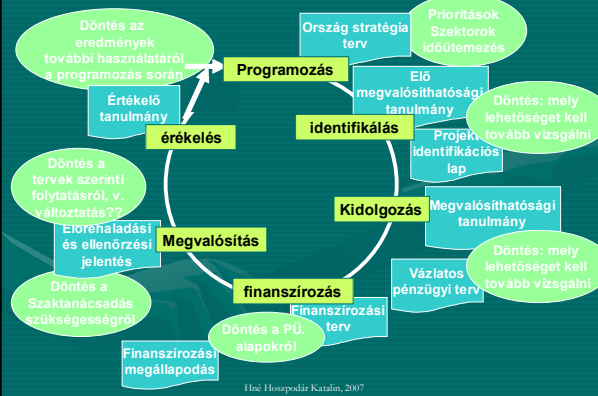 Döntés az
eredmények
további használatáról
a programozás során
Értékelő
tanulmány
Programozás
Ország stratégia
terv
Prioritások
Szektorok
időütemezés
Elő
megvalósíthatósági
tanulmány
Döntés: mely
lehetőséget kell
tovább vizsgálni
identifikálás
Projekt
identifikációs
lap
érékelés
Döntés a
tervek szerinti
folytatásról, v.
változtatás??
Kidolgozás
Megvalósíthatósági
tanulmány
Előrehaladási
és ellenőrzési
jelentés
Megvalósítás
Döntés: mely
lehetőséget kell
tovább vizsgálni
Vázlatos
pénzügyi terv
Döntés a
Szaktanácsadás
szükségességről
finanszírozás
Finanszírozási
terv
Döntés a PÜ.
alapokról
Finanszírozási
megállapodás
Hné Hoszpodár Katalin, 2007